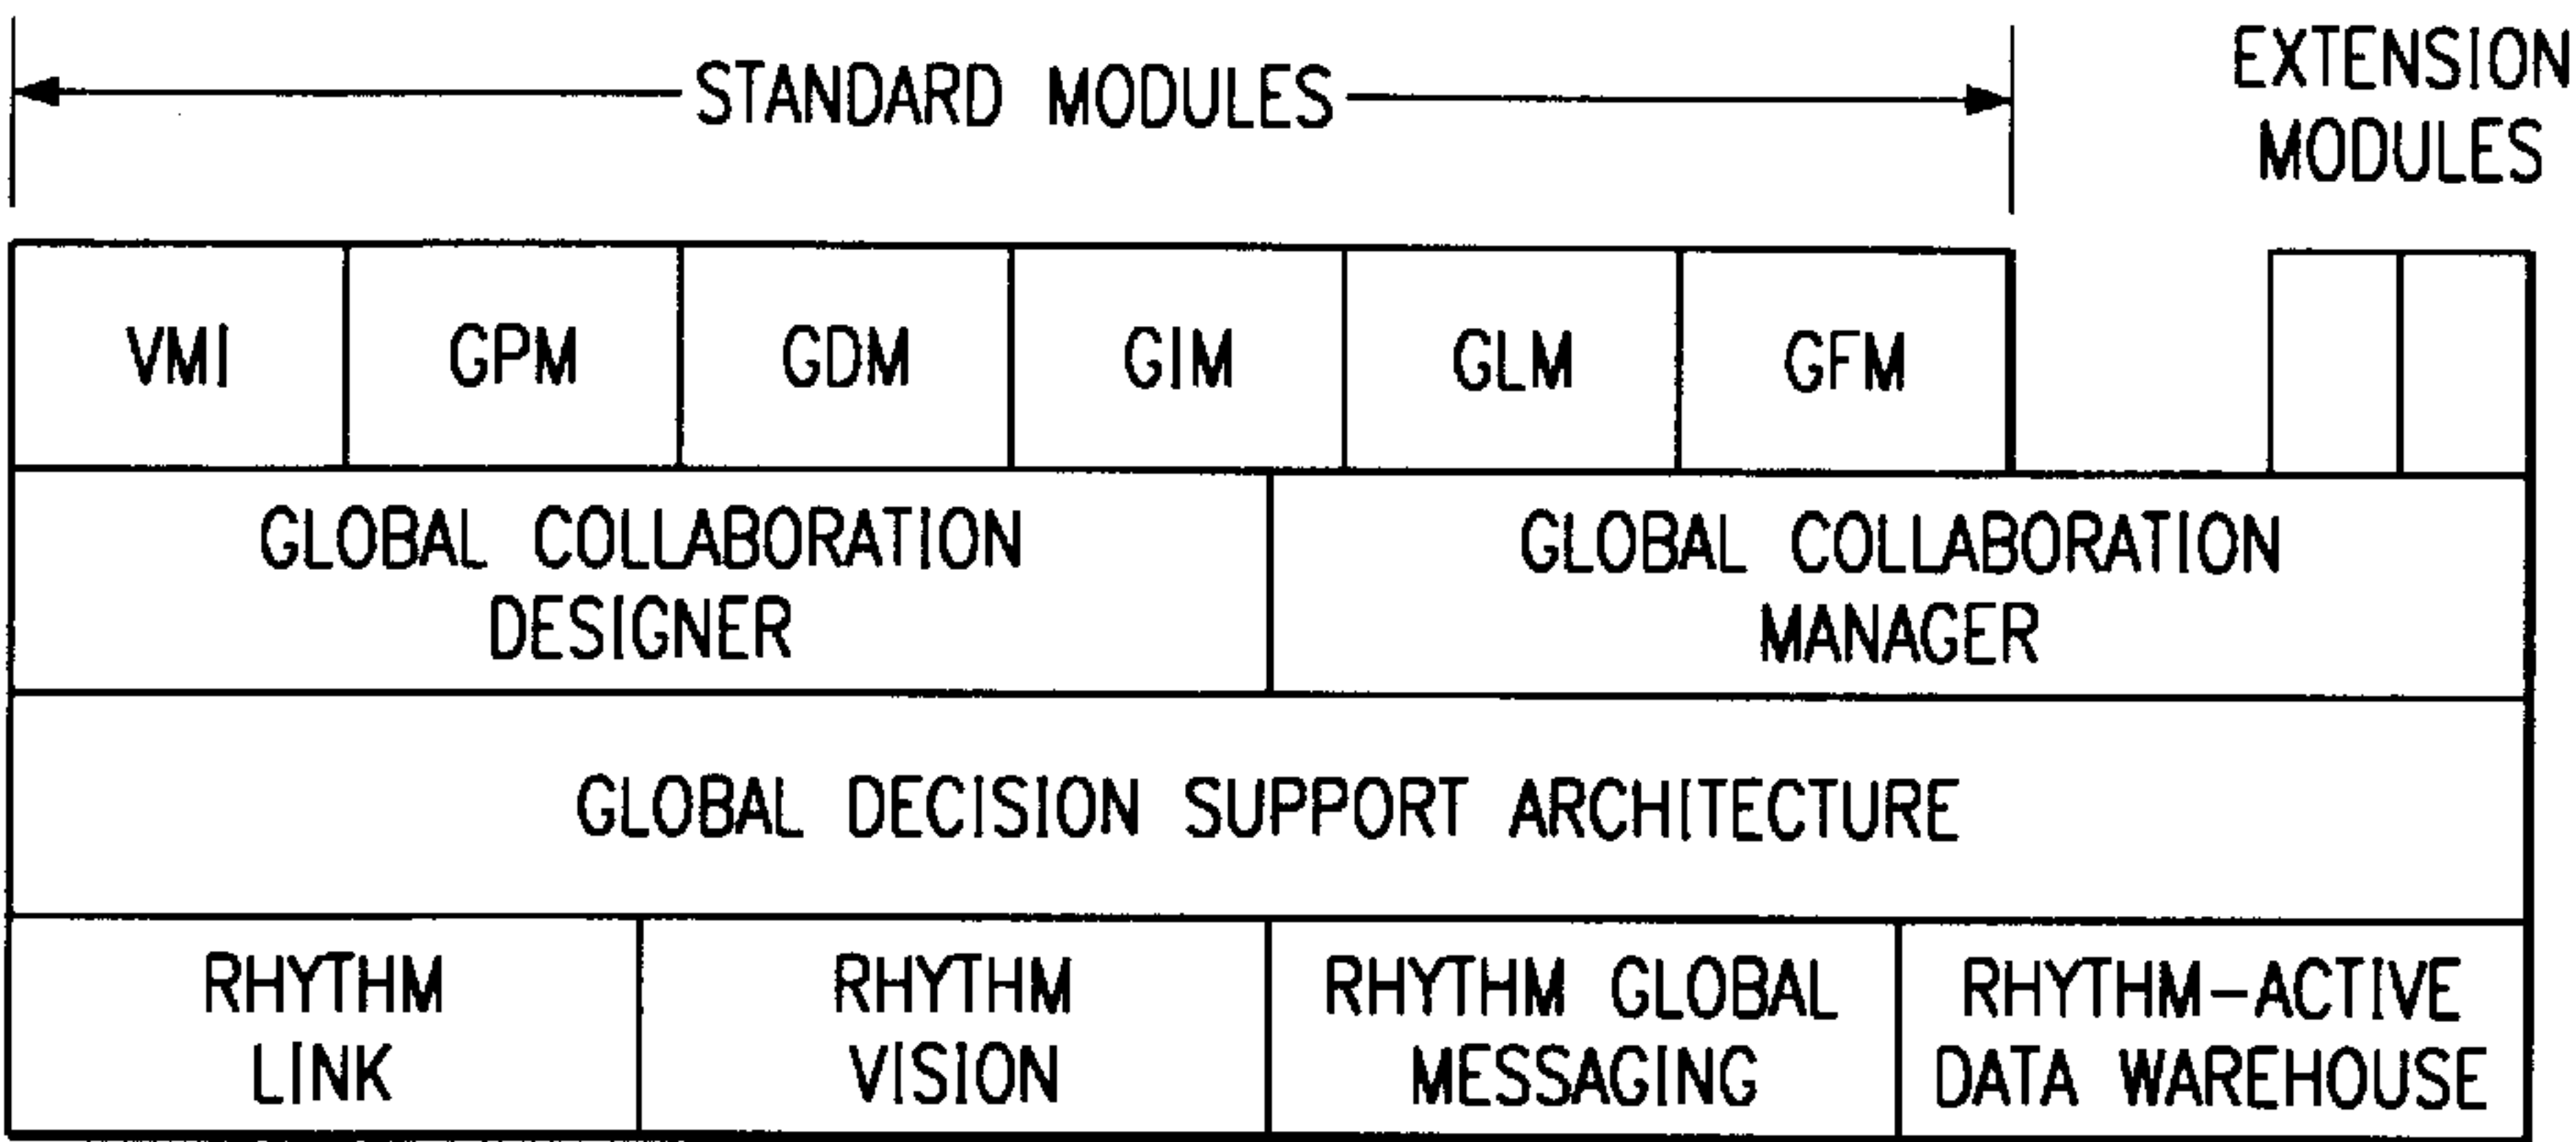 STANDARD MODULES
EXTENSION
MODULES
VMI
GPM
GDM
GIM
GLM
GFM
GLOBAL COLLABORATION
DESIGNER
GLOBAL COLLABORATION
MANAGER
GLOBAL DECISION SUPPORT ARCHITECTURE
RHYTHM
LINK
RHYTHM
VISION
RHYTHM GLOBAL
MESSAGING
RHYTHM-ACTIVE
DATA WAREHOUSE